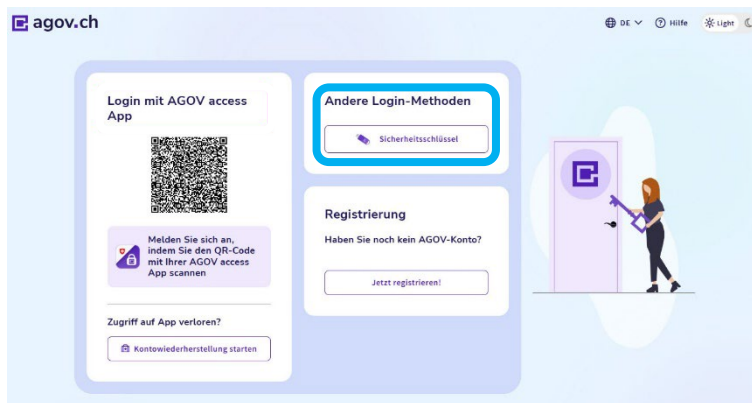 agov.ch
DE
Hilfe
Light
Login mit AGOV access
App
Melden Sie sich an,
indem Sie den QR-Code
mit Ihrer AGOV access
App scannen
Zugriff auf App verloren?
Kontowiederherstellung starten
Andere Login-Methoden
Sicherheitsschlüssel
Registrierung
Haben Sie noch kein AGOV-Konto?
Jetzt registrieren!